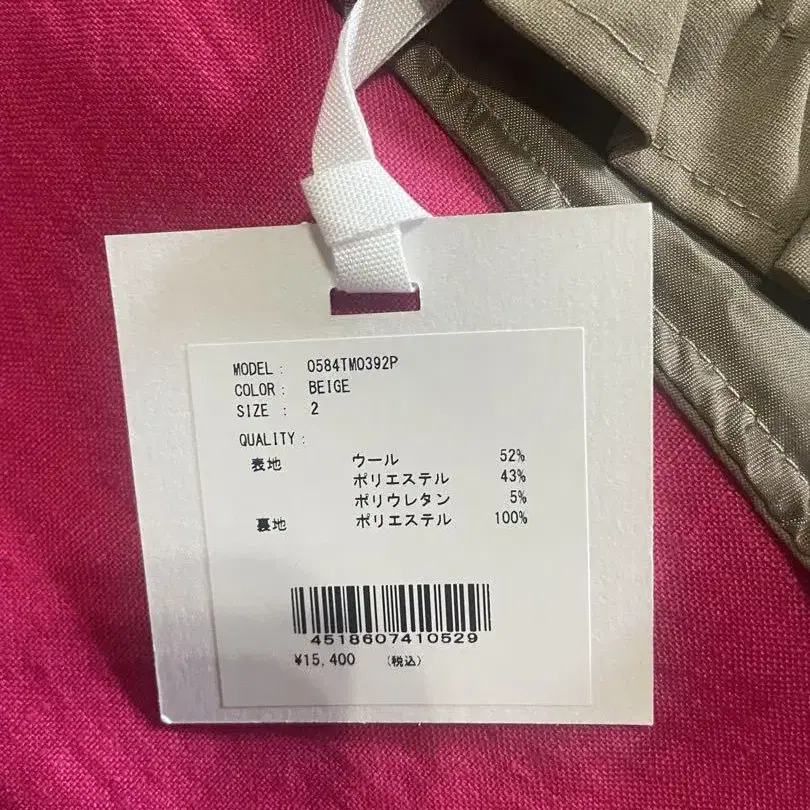 MODEL : 0584TM0392P
COLOR : BEIGE
SIZE : 2
QUALITY :
表地 ウール 52%
ポリエステル 43%
ポリウレタン 5%
裏地 ポリエステル 100%
4518607410529
¥15,400 (税込)